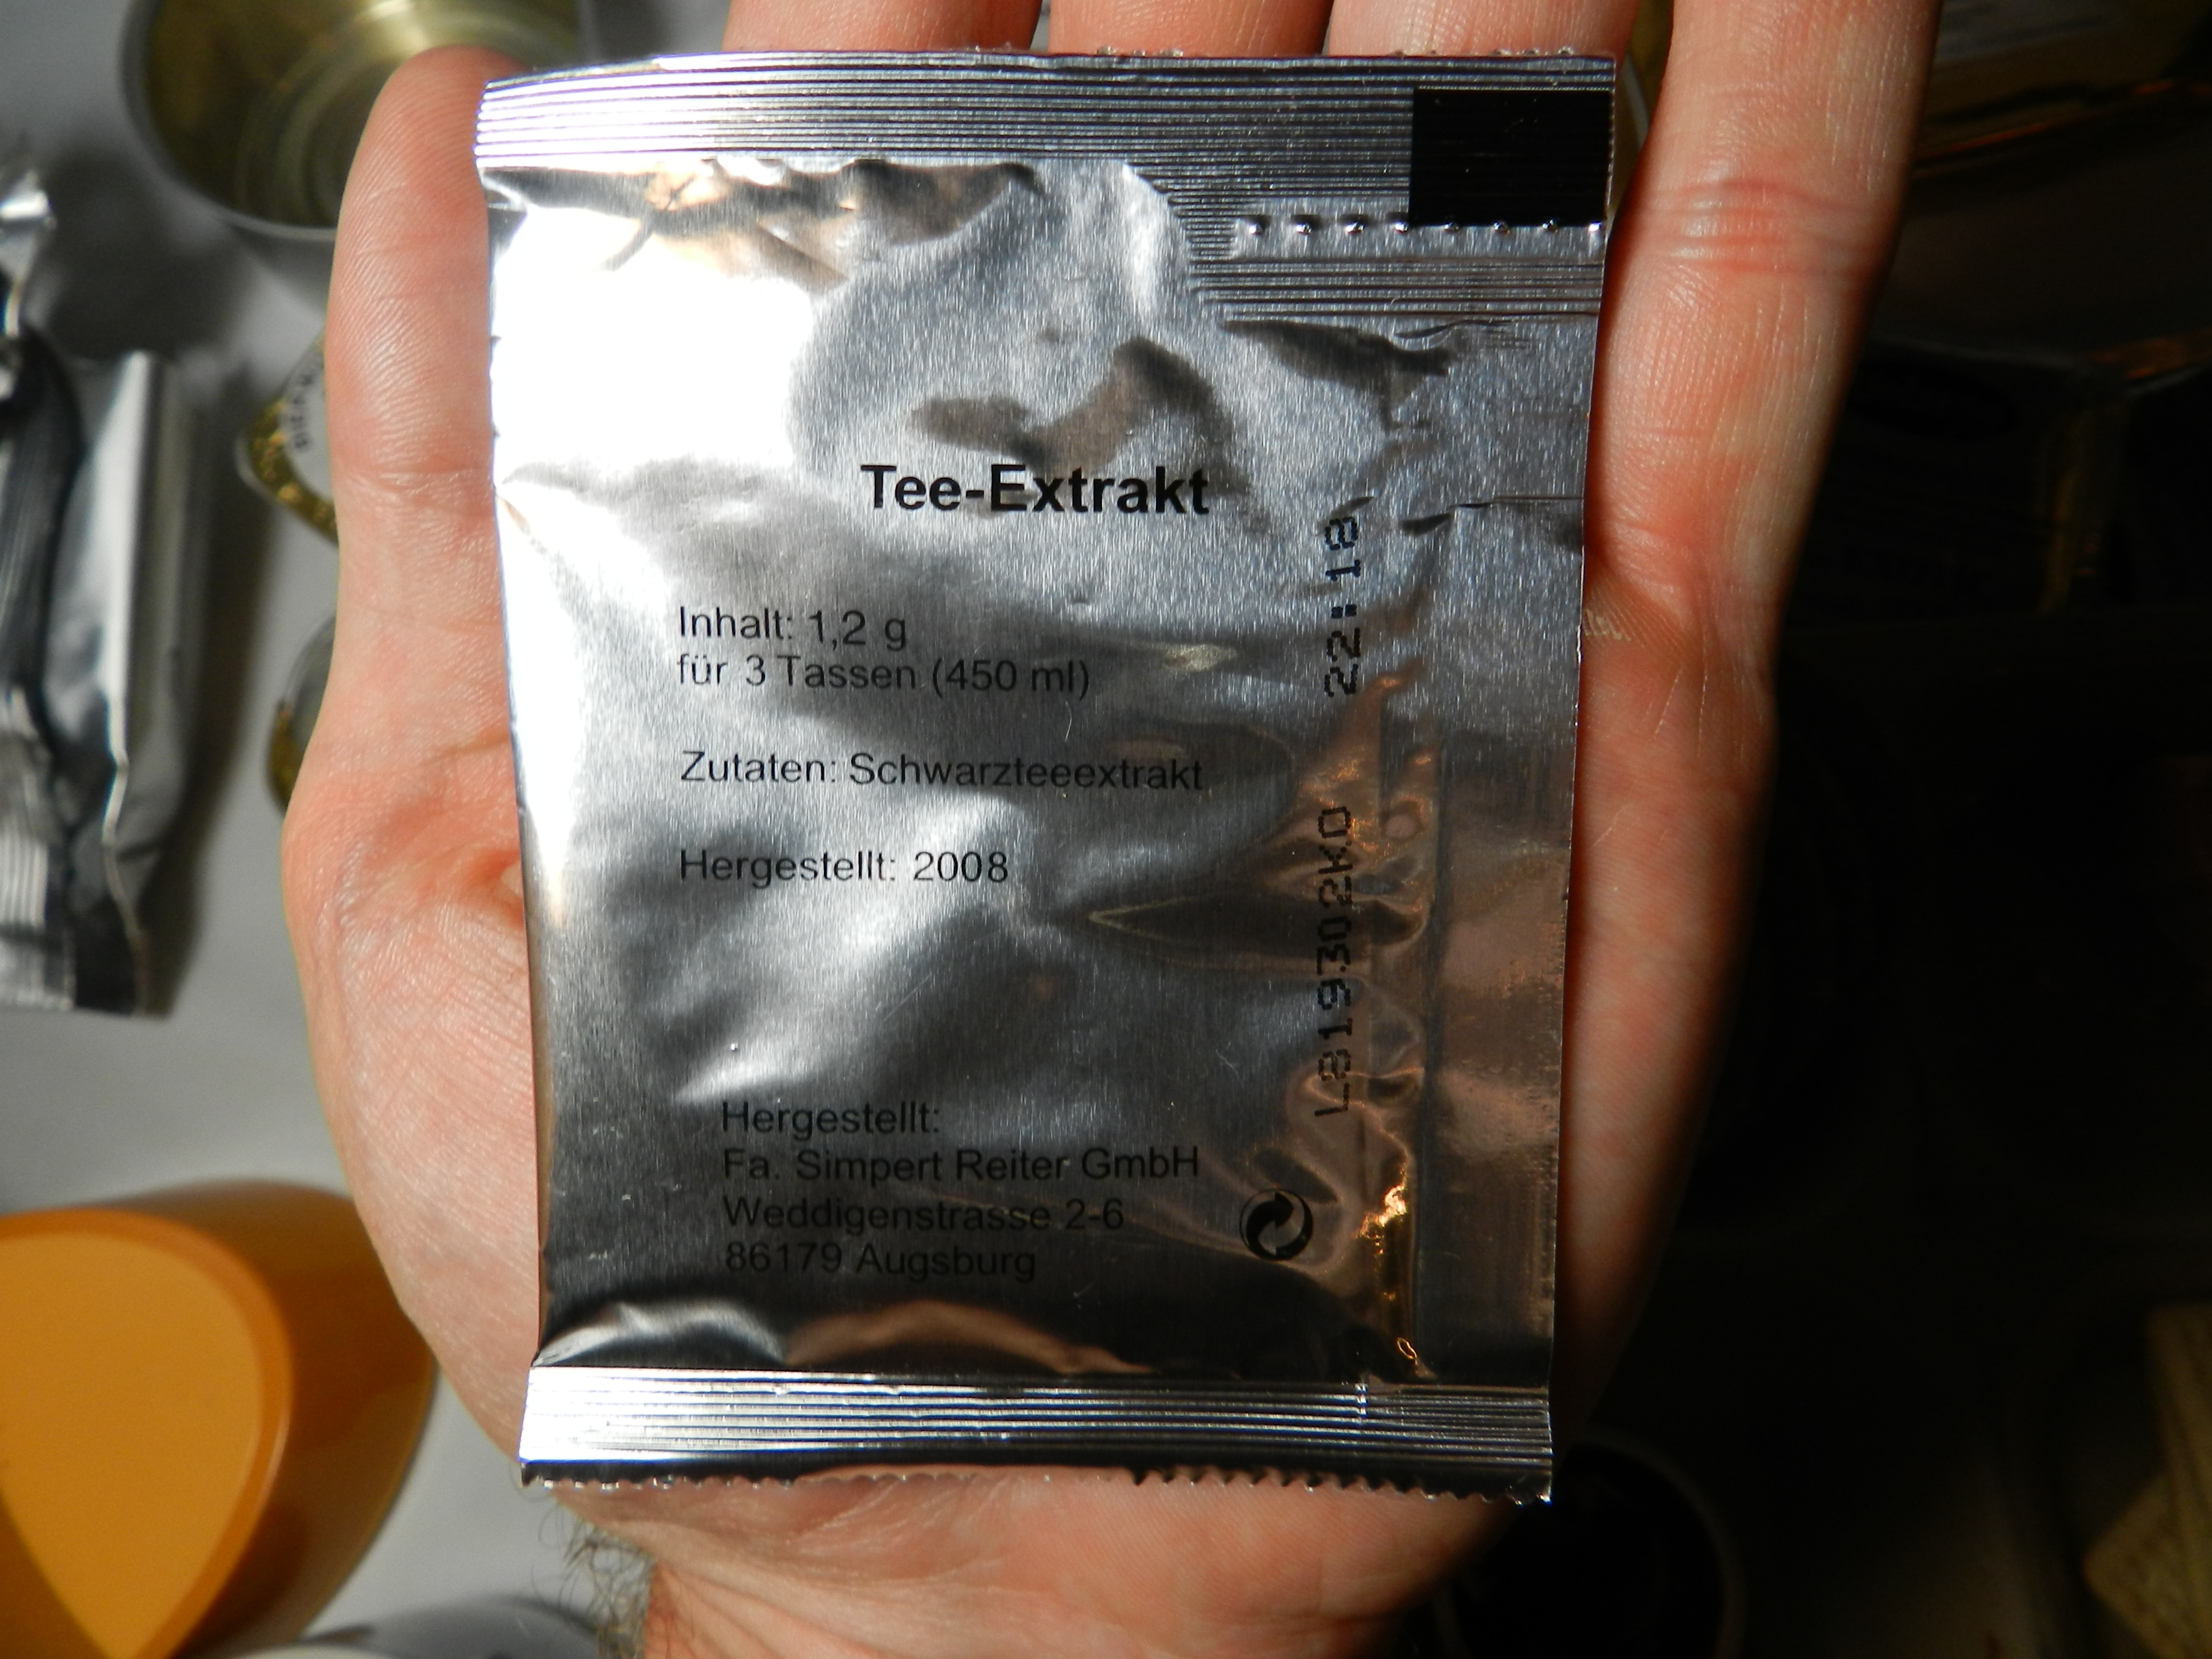 Tee-Extrakt
Inhalt: 1,2 g
für 3 Tassen (450 ml)
Zutaten: Schwarzteeextrakt
Hergestellt: 2008
Hergestellt:
Fa. Simpert Reiter GmbH
Weddigenstrasse 2-6
86179 Augsburg
L819302KO 22:18